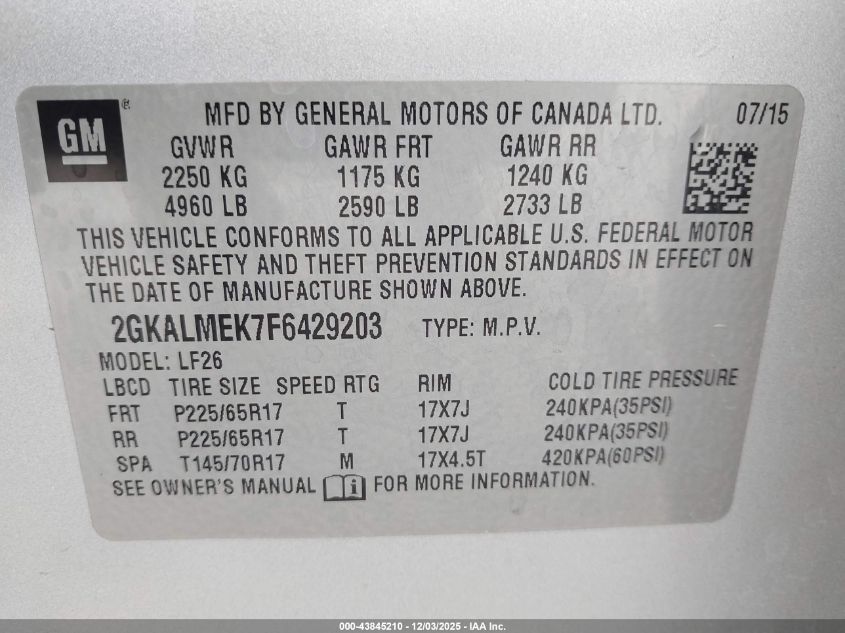 GM ® MFD BY GENERAL MOTORS OF CANADA LTD. 07/15
GVWR GAWR FRT GAWR RR
2250 KG 1175 KG 1240 KG
4960 LB 2590 LB 2733 LB
THIS VEHICLE CONFORMS TO ALL APPLICABLE U.S. FEDERAL MOTOR
VEHICLE SAFETY AND THEFT PREVENTION STANDARDS IN EFFECT ON
THE DATE OF MANUFACTURE SHOWN ABOVE.
2GKALMEK7F6429203 TYPE: M.P.V.
MODEL: LF26
LBCD TIRE SIZE SPEED RTG RIM COLD TIRE PRESSURE
FRT P225/65R17 T 17X7J 240KPA(35PSI)
RR P225/65R17 T 17X7J 240KPA(35PSI)
SPA T145/70R17 M 17X4.5T 420KPA(60PSI)
SEE OWNER'S MANUAL i FOR MORE INFORMATION.
000-43845210 - 12/03/2025 - IAA Inc.